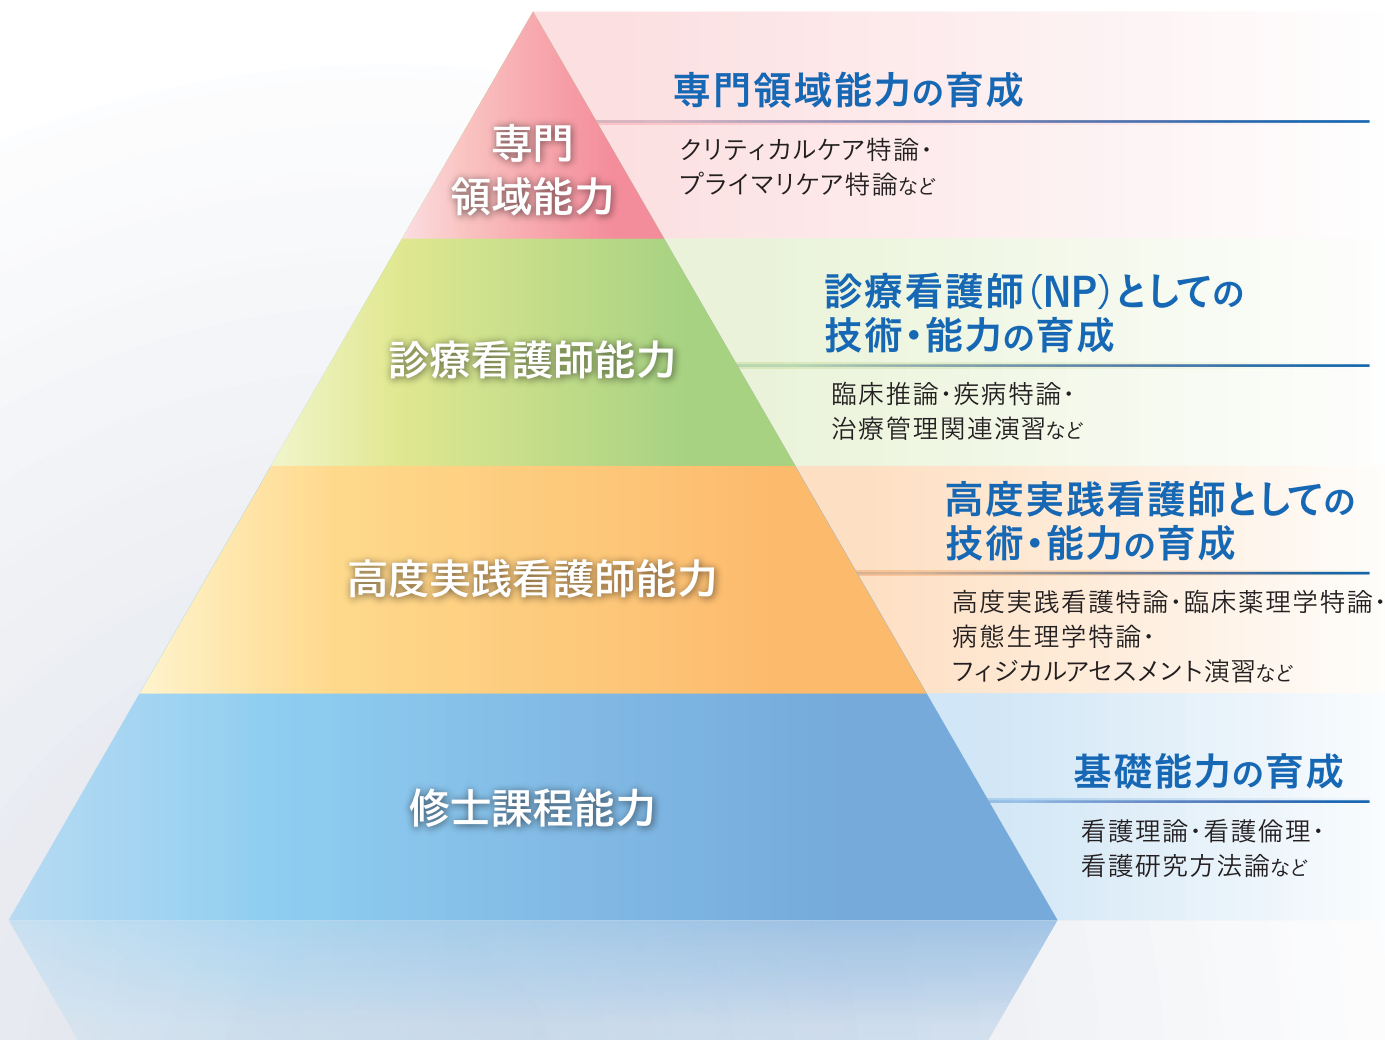 専門
領域能力
専門領域能力の育成
クリティカルケア特論・
プライマリケア特論など
診療看護師能力
診療看護師（NP）としての
技術・能力の育成
臨床推論・疾病特論・
治療管理関連演習など
高度実践看護師能力
高度実践看護師としての
技術・能力の育成
高度実践看護特論・臨床薬理学特論・
病態生理学特論・
フィジカルアセスメント演習など
修士課程能力
基礎能力の育成
看護理論・看護倫理・
看護研究方法論など